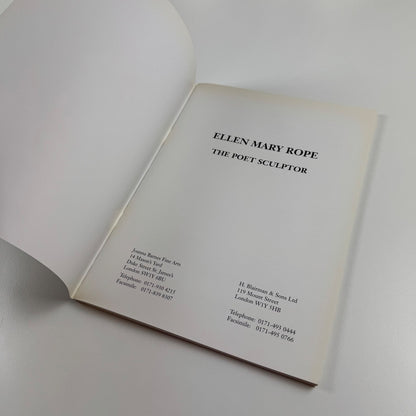 ELLEN MARY ROPE
THE POET SCULPTOR
Joanna Barnes Fine Arts
14 Mason's Yard
Duke Street St James's
London SW1Y 6BU
Telephone: 0171-930 4215
Facsimile: 0171-839 8307
H. Blairman & Sons Ltd
119 Mount Street
London W1Y 5HB
Telephone: 0171-493 0444
Facsimile: 0171-495 0766